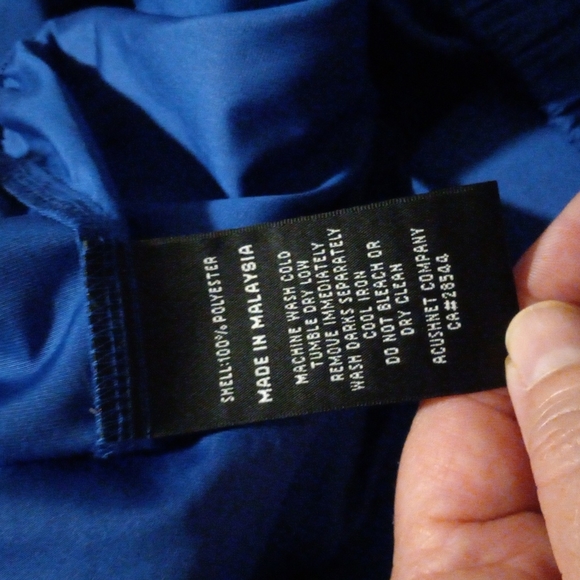 SHELL:100% POLYESTER
MADE IN MALAYSIA
MACHINE WASH COLD
TUMBLE DRY LOW
REMOVE IMMEDIATELY
WASH DARKS SEPARATELY
COOL IRON
DO NOT BLEACH OR
DRY CLEAN
ACUSHNET COMPANY
CA#28544